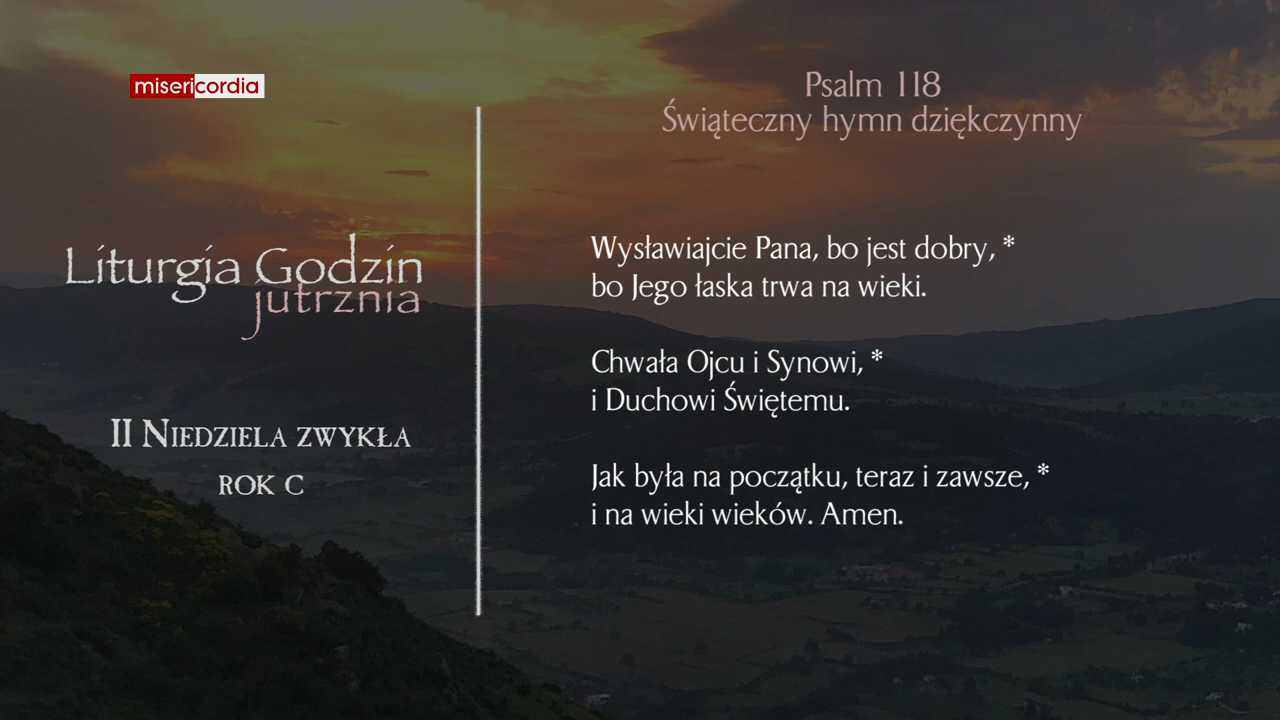 misericordia
Liturgia Godzin
jutrznia
II Niedziela zwykła
rok C
Psalm 118
Świąteczny hymn dziękczynny
Wysławiajcie Pana, bo jest dobry, *
bo Jego łaska trwa na wieki.
Chwała Ojcu i Synowi, *
i Duchowi Świętemu.
Jak była na początku, teraz i zawsze, *
i na wieki wieków. Amen.